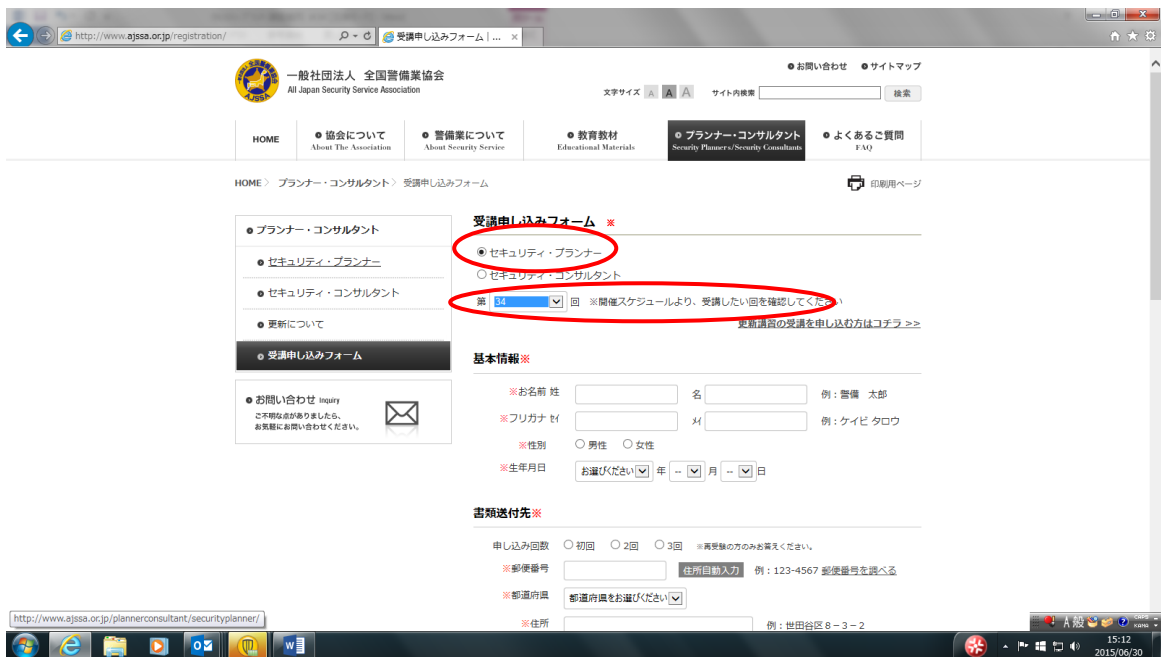 http://www.ajssa.or.jp/registration/
受講申し込みフォーム | ...
一般社団法人 全国警備業協会
All Japan Security Service Association
AJSSA
お問い合わせ サイトマップ
文字サイズ A A A サイト内検索 検索
HOME
協会について
About The Association
警備業について
About Security Service
教育教材
Educational Materials
プランナー・コンサルタント
Security Planners/Security Consultants
よくあるご質問
FAQ
HOME〉 プランナー・コンサルタント〉 受講申し込みフォーム
印刷用ページ
プランナー・コンサルタント
セキュリティ・プランナー
セキュリティ・コンサルタント
更新について
受講申し込みフォーム
お問い合わせ Inquiry
ご不明な点がありましたら、
お気軽にお問い合わせください。
受講申し込みフォーム ※
セキュリティ・プランナー
セキュリティ・コンサルタント
第 34 回 ※開催スケジュールより、受講したい回を確認してください
更新講習の受講を申し込む方はコチラ >>
基本情報※
※お名前 姓 名 例：警備 太郎
※フリガナ セイ メイ 例：ケイビ タロウ
※性別 男性 女性
※生年月日 お選びください 年 -- 月 -- 日
書類送付先※
申し込み回数 初回 2回 3回 ※再受験の方のみお答えください。
※郵便番号 住所自動入力 例：123-4567 郵便番号を調べる
※都道府県 都道府県をお選びください
※住所 例：世田谷区８－３－２
http://www.ajssa.or.jp/plannerconsultant/securityplanner/
A 般 CAPS
KANA
15:12
2015/06/30